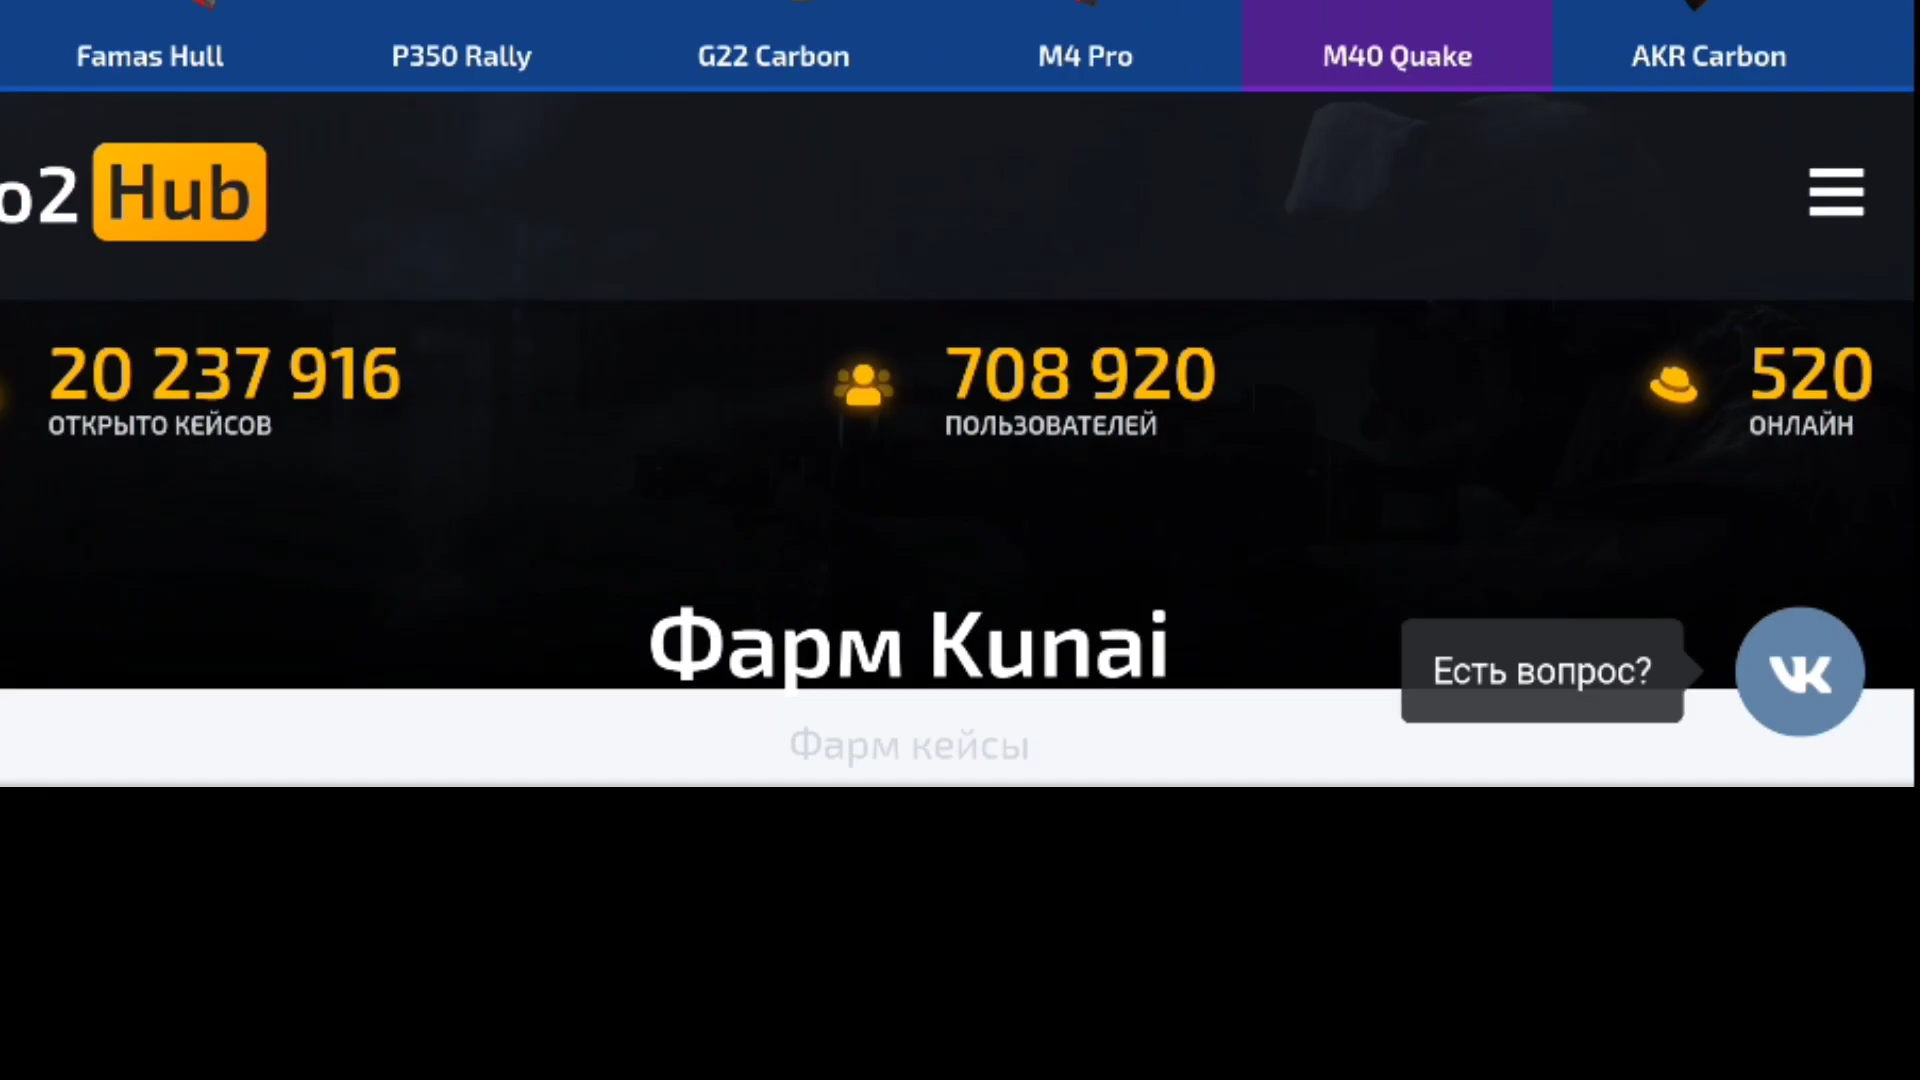 Famas Hull P350 Rally G22 Carbon M4 Pro M40 Quake AKR Carbon
o2 Hub
20 237 916 708 920 520
ОТКРЫТО КЕЙСОВ ПОЛЬЗОВАТЕЛЕЙ ОНЛАЙН
Фарм Kunai
Есть вопрос?
Фарм кейсы